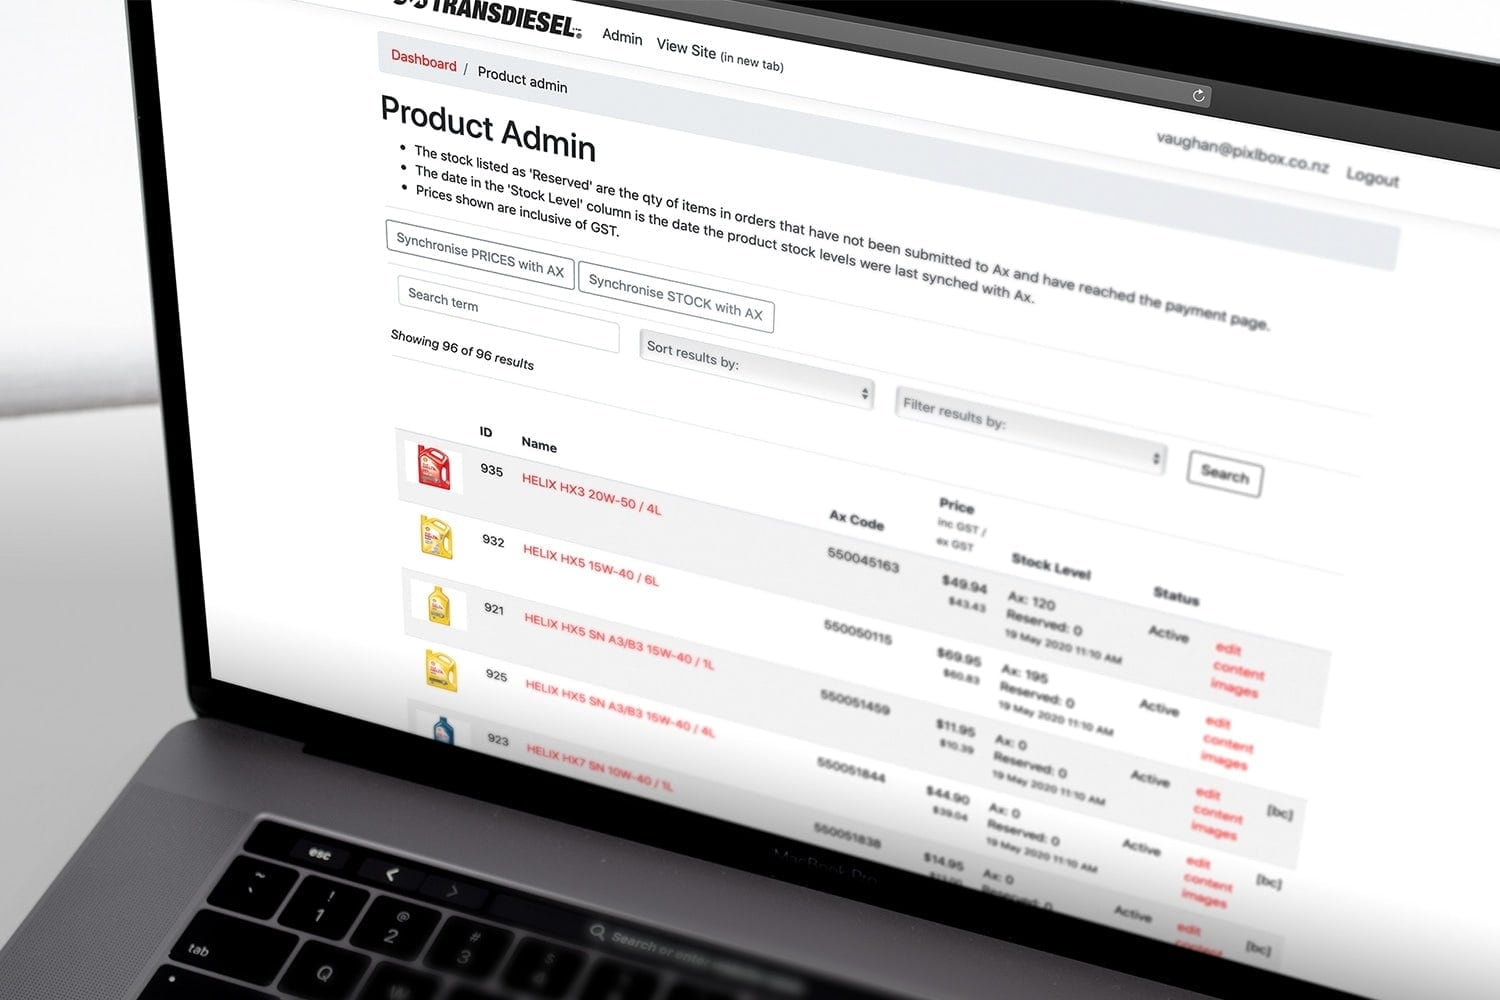 TRANSDIESEL
Admin
View Site (in new tab)
vaughan@pixlbox.co.nz
Logout
Dashboard / Product admin
Product Admin
The stock listed as 'Reserved' are the qty of items in orders that have not been submitted to Ax and have reached the payment page.
The date in the 'Stock Level' column is the date the product stock levels were last synched with Ax.
Prices shown are inclusive of GST.
Synchronise PRICES with AX
Synchronise STOCK with AX
Search term
Sort results by:
Filter results by:
Search
Showing 96 of 96 results
ID
Name
Ax Code
Price
inc GST /
ex GST
Stock Level
Status
935
HELIX HX3 20W-50 / 4L
550045163
$49.94
$43.43
Ax: 120
Reserved: 0
19 May 2020 11:10 AM
Active
edit
content
images
932
HELIX HX5 15W-40 / 6L
550050115
$69.95
$60.83
Ax: 195
Reserved: 0
19 May 2020 11:10 AM
Active
edit
content
images
921
HELIX HX5 SN A3/B3 15W-40 / 1L
550051459
$11.95
$10.39
Ax: 0
Reserved: 0
19 May 2020 11:10 AM
Active
edit
content
images
[bc]
925
HELIX HX5 SN A3/B3 15W-40 / 4L
550051844
$44.90
$39.04
Ax: 0
Reserved: 0
19 May 2020 11:10 AM
Active
edit
content
images
[bc]
923
HELIX HX7 SN 10W-40 / 1L
550051838
$14.95
Ax: 0
Reserved: 0
Active
edit
content
[bc]
MacBook Pro
esc
Search or enter
~
!
1
@
2
#
3
$
4
tab
Q
W